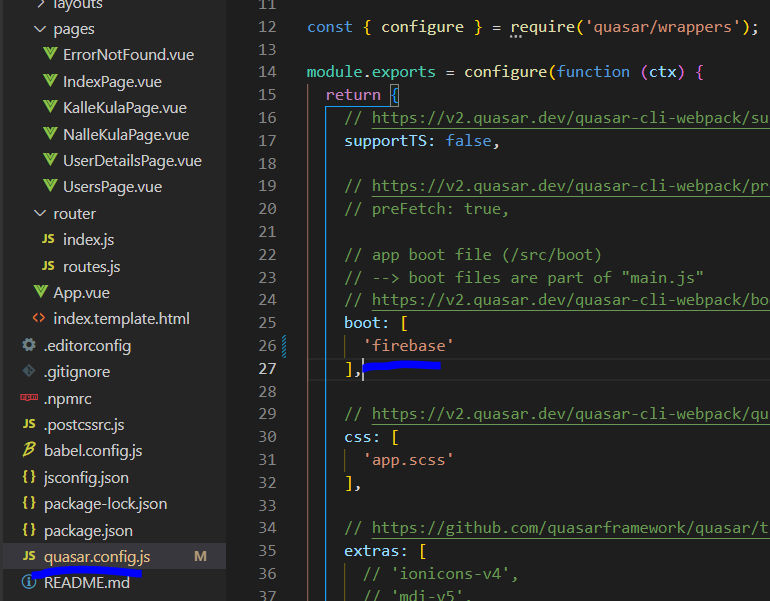 layouts
pages
ErrorNotFound.vue
IndexPage.vue
KalleKulaPage.vue
NalleKulaPage.vue
UserDetailsPage.vue
UsersPage.vue
router
JS index.js
JS routes.js
App.vue
<> index.template.html
.editorconfig
.gitignore
.npmrc
JS .postcssrc.js
babel.config.js
{} jsconfig.json
{} package-lock.json
{} package.json
JS quasar.config.js M
README.md
11
12 const { configure } = require('quasar/wrappers');
13
14 module.exports = configure(function (ctx) {
15 return {
16 // https://v2.quasar.dev/quasar-cli-webpack/su
17 supportTS: false,
18
19 // https://v2.quasar.dev/quasar-cli-webpack/pr
20 // preFetch: true,
21
22 // app boot file (/src/boot)
23 // --> boot files are part of "main.js"
24 // https://v2.quasar.dev/quasar-cli-webpack/bo
25 boot: [
26 'firebase'
27 ],
28
29 // https://v2.quasar.dev/quasar-cli-webpack/qu
30 css: [
31 'app.scss'
32 ],
33
34 // https://github.com/quasarframework/quasar/t
35 extras: [
36 // 'ionicons-v4',
37 // 'mdi-v5',